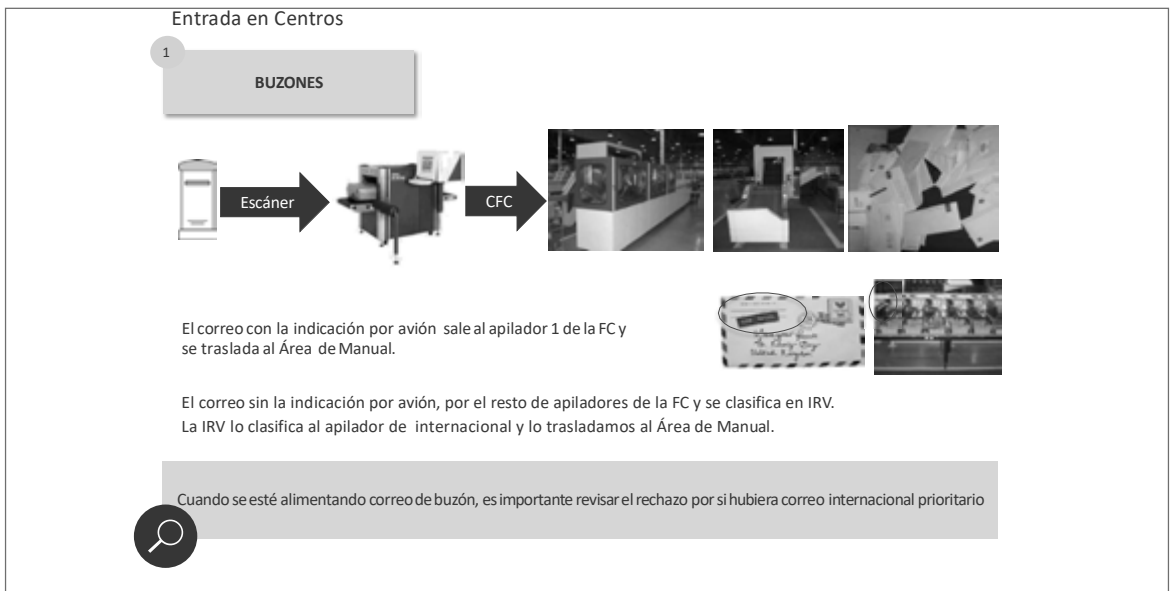 Entrada en Centros
1
BUZONES
Escáner
CFC
El correo con la indicación por avión sale al apilador 1 de la FC y
se traslada al Área de Manual.
El correo sin la indicación por avión, por el resto de apiladores de la FC y se clasifica en IRV.
La IRV lo clasifica al apilador de internacional y lo trasladamos al Área de Manual.
Cuando se esté alimentando correo de buzón, es importante revisar el rechazo por si hubiera correo internacional prioritario